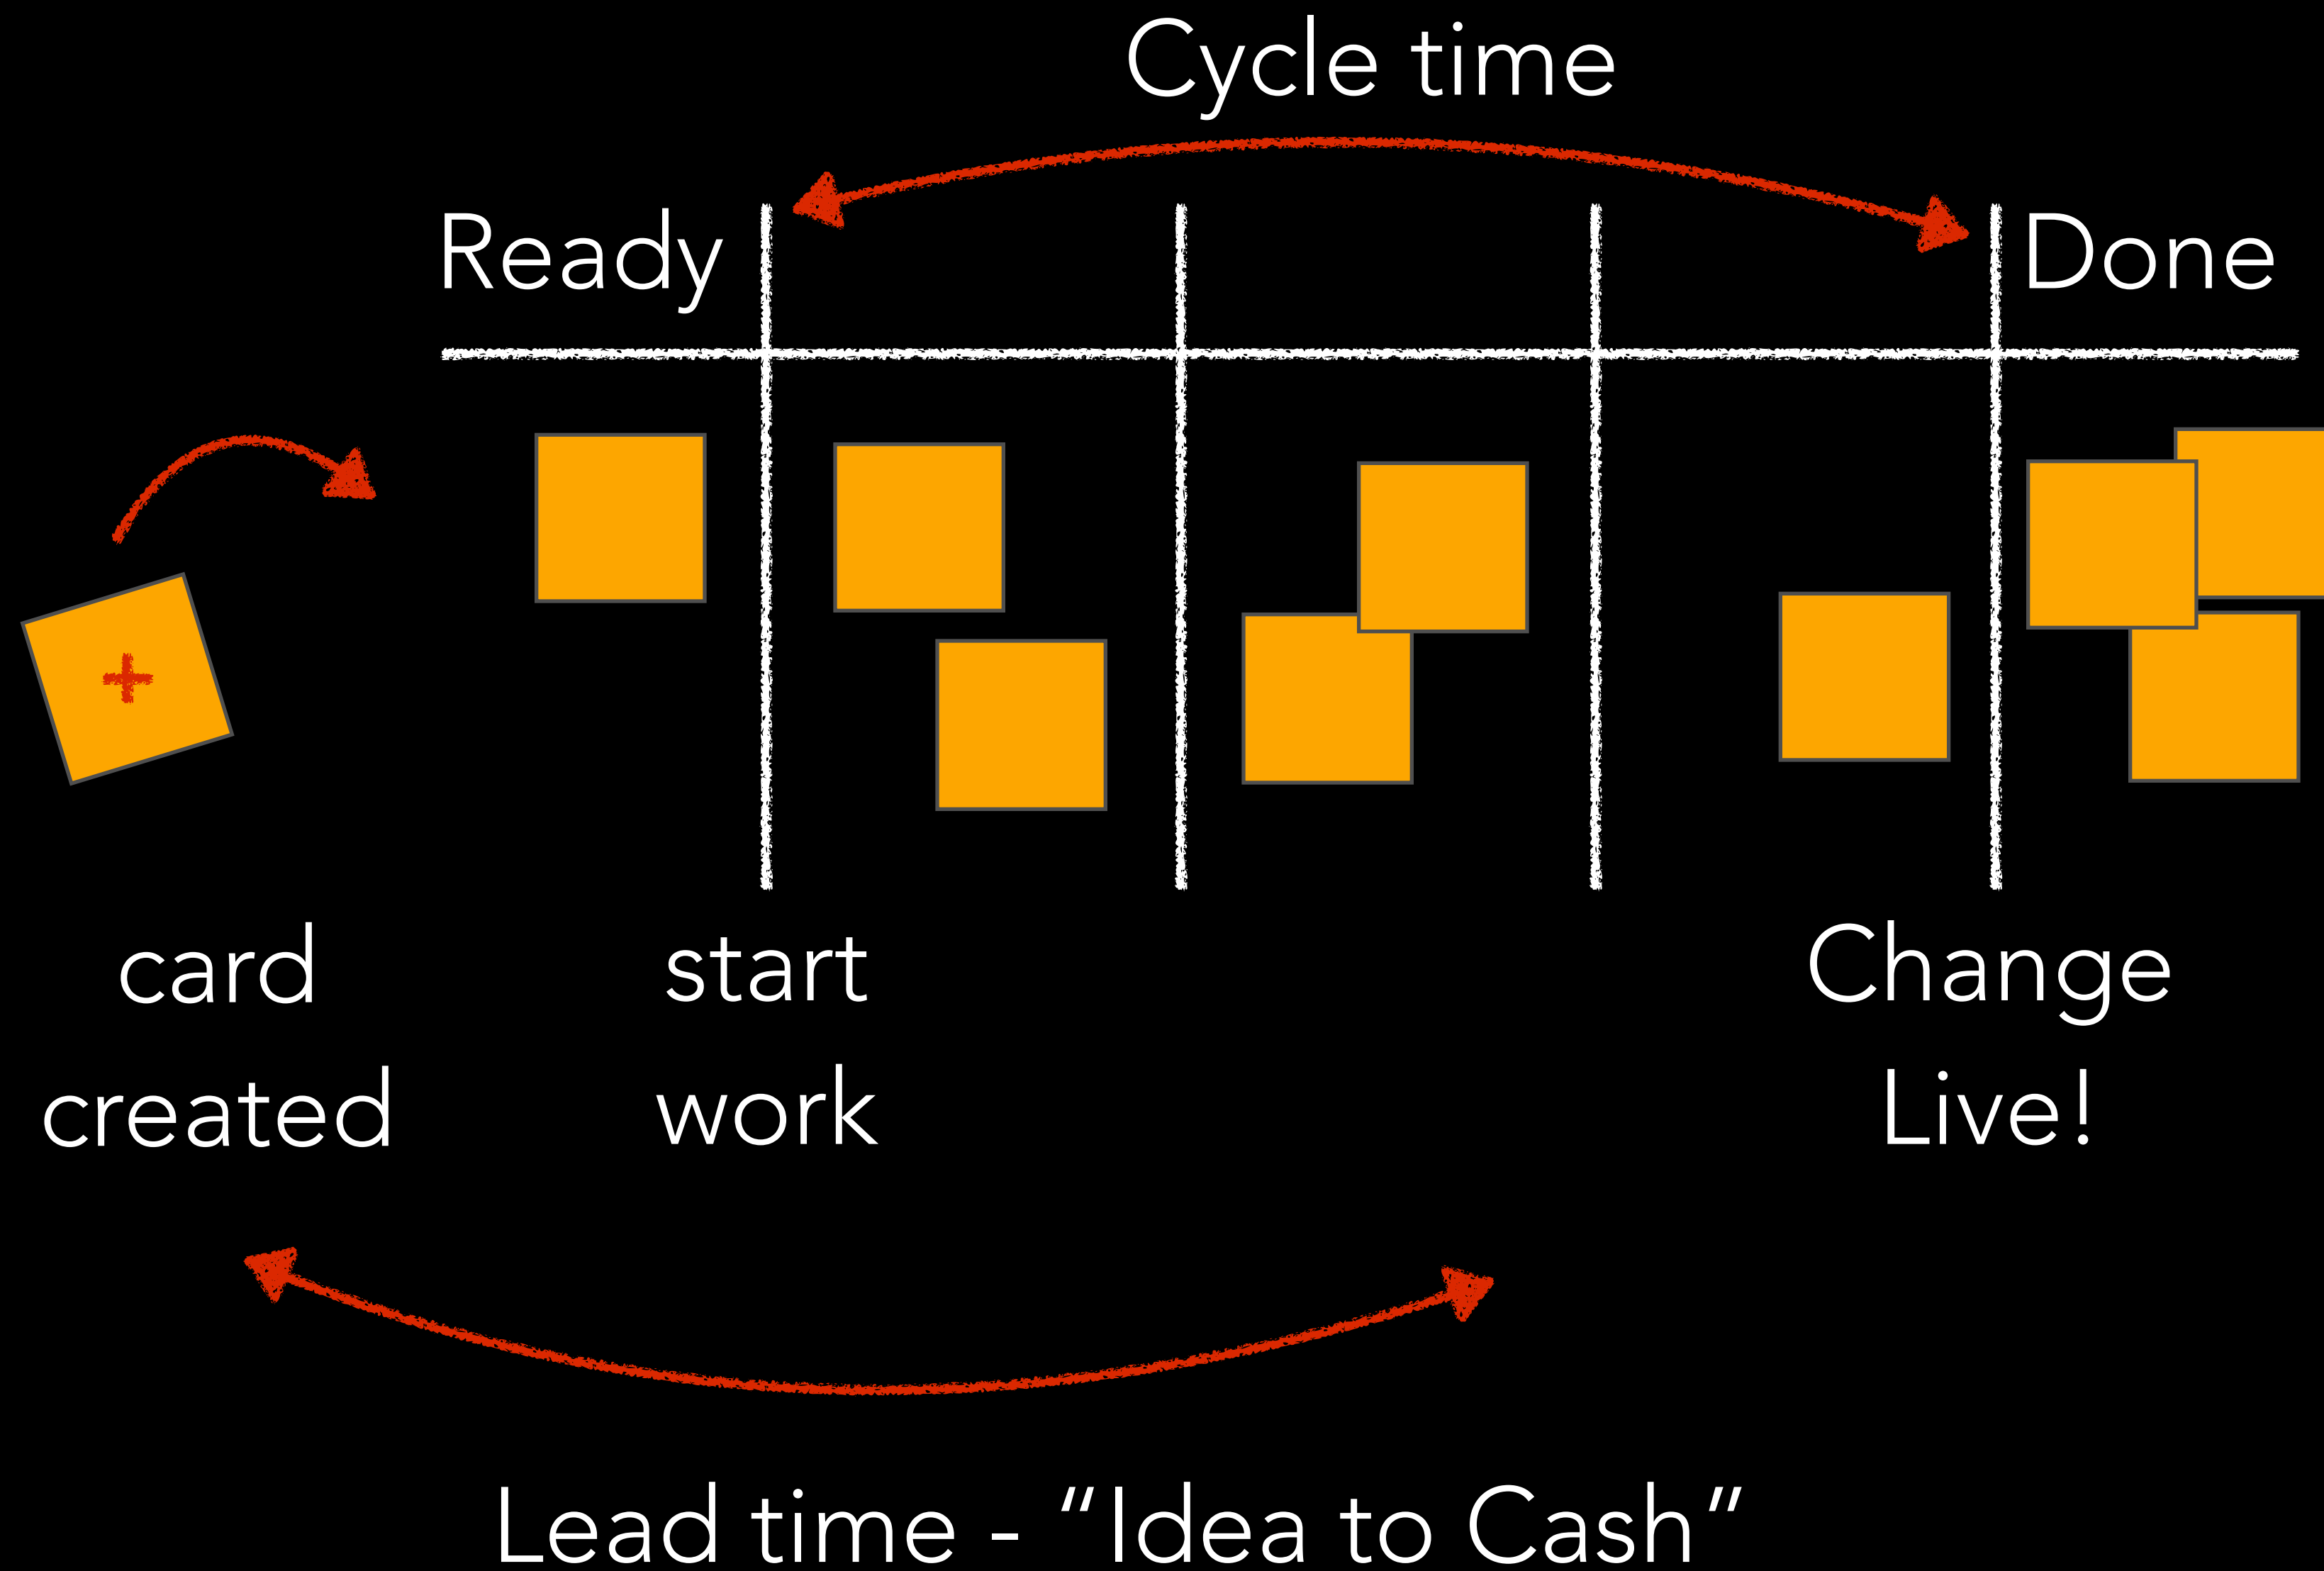 Cycle time
Ready
Done
+
card
created
start
work
Change
Live!
Lead time - “Idea to Cash”